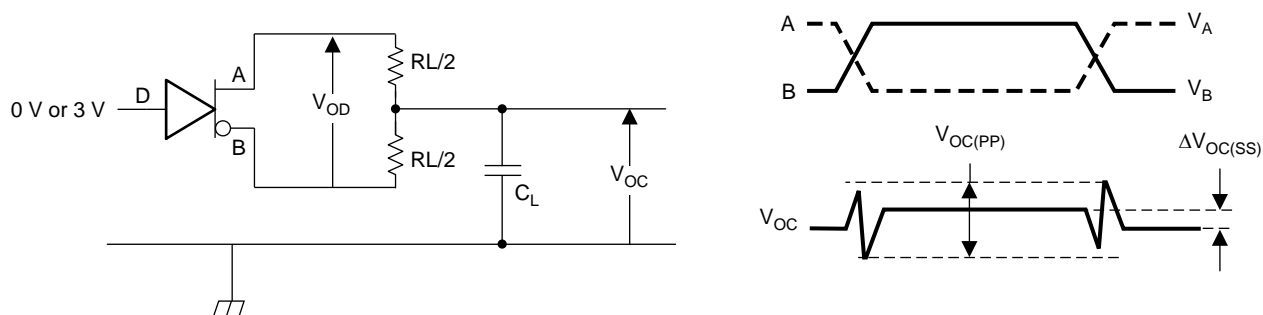 0 V or 3 V
D
A
B
V_OD
RL/2
RL/2
C_L
V_OC
A
B
V_A
V_B
V_OC(PP)
ΔV_OC(SS)
V_OC